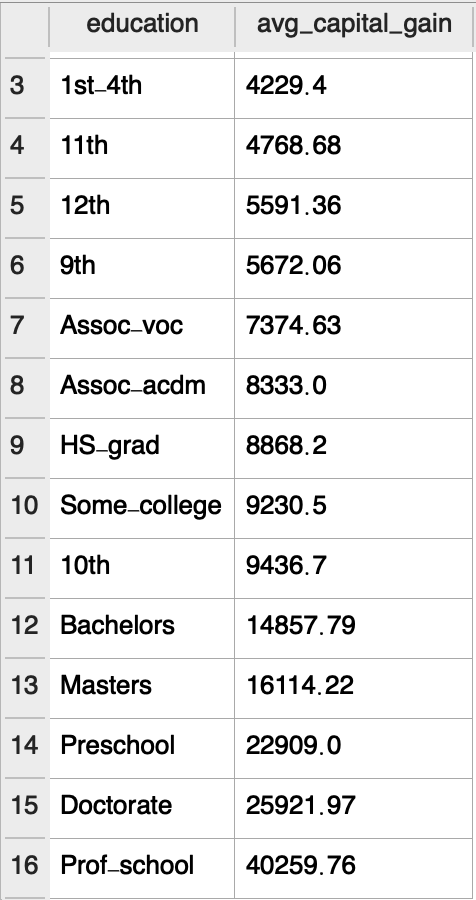 education avg_capital_gain
3 1st_4th 4229.4
4 11th 4768.68
5 12th 5591.36
6 9th 5672.06
7 Assoc_voc 7374.63
8 Assoc_acdm 8333.0
9 HS_grad 8868.2
10 Some_college 9230.5
11 10th 9436.7
12 Bachelors 14857.79
13 Masters 16114.22
14 Preschool 22909.0
15 Doctorate 25921.97
16 Prof_school 40259.76